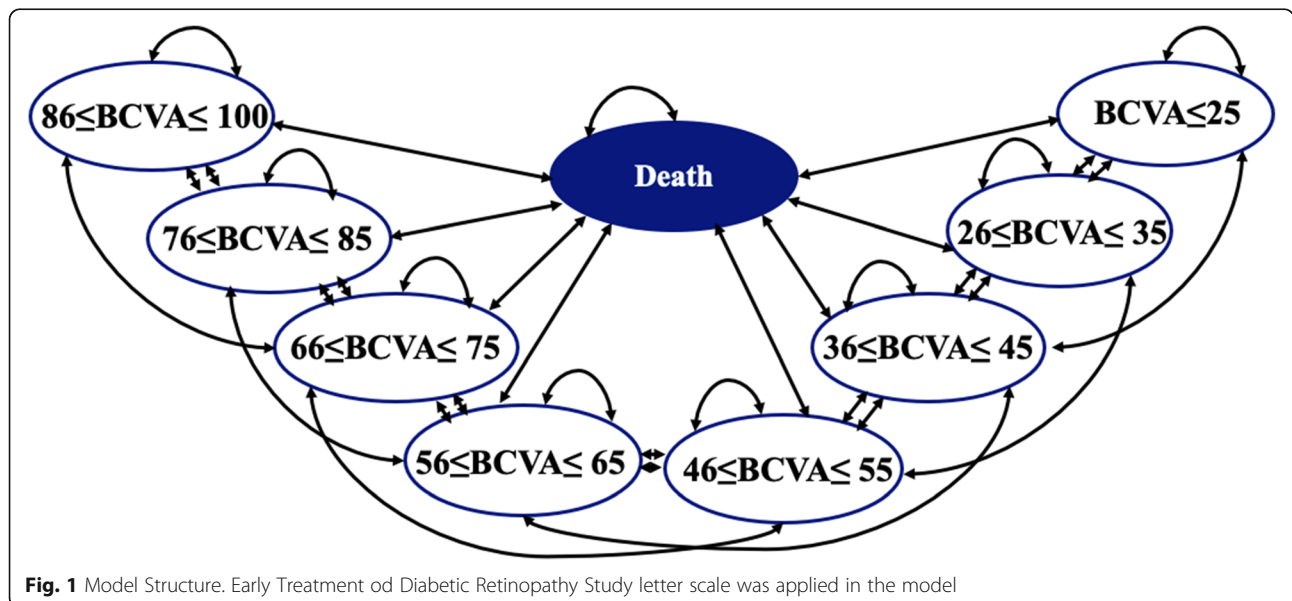 86≤BCVA≤ 100
BCVA≤25
Death
76≤BCVA≤ 85
26≤BCVA≤ 35
66≤BCVA≤ 75
36≤BCVA≤ 45
56≤BCVA≤ 65
46≤BCVA≤ 55
Fig. 1 Model Structure. Early Treatment od Diabetic Retinopathy Study letter scale was applied in the model